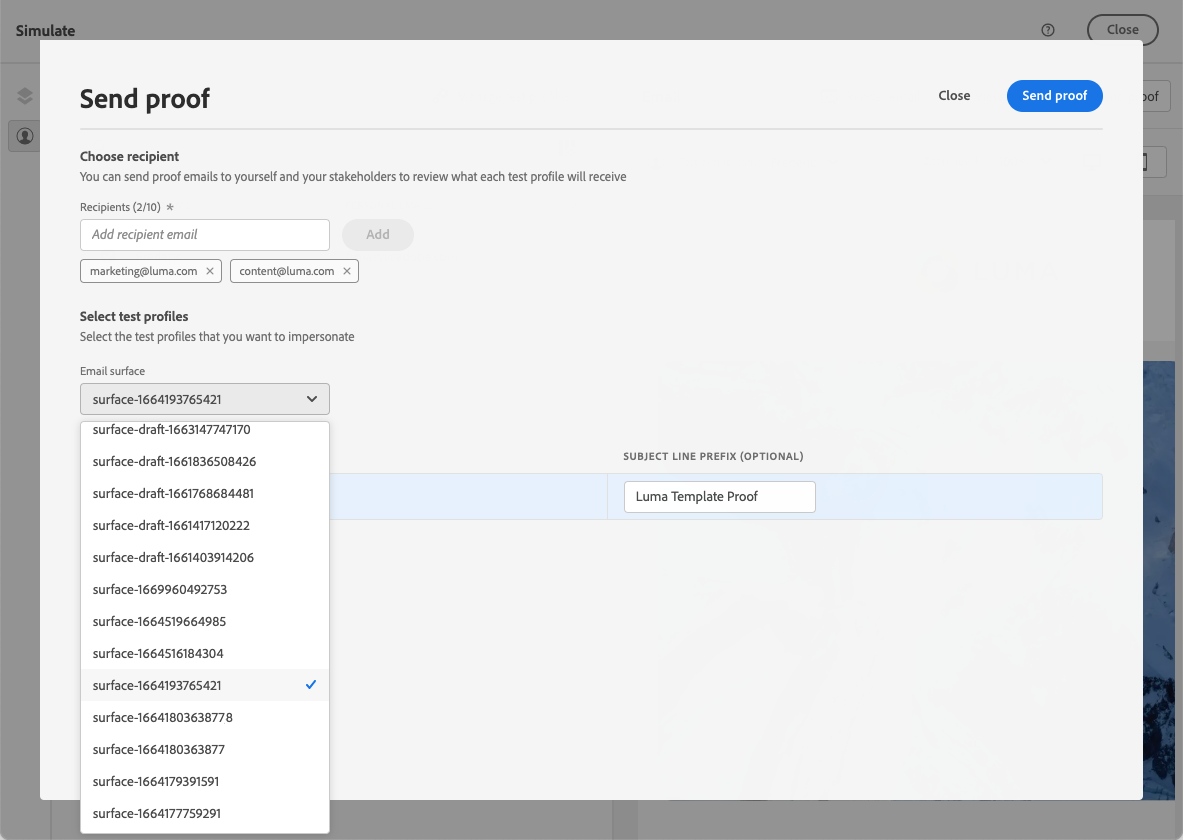 Simulate
Close
Send proof
Close
Send proof
oof
Choose recipient
You can send proof emails to yourself and your stakeholders to review what each test profile will receive
Recipients (2/10) *
Add recipient email
Add
marketing@luma.com
content@luma.com
Select test profiles
Select the test profiles that you want to impersonate
Email surface
surface-1664193765421
surface-draft-1663147747170
surface-draft-1661836508426
SUBJECT LINE PREFIX (OPTIONAL)
surface-draft-1661768684481
Luma Template Proof
surface-draft-1661417120222
surface-draft-1661403914206
surface-1669960492753
surface-1664519664985
surface-1664516184304
surface-1664193765421
surface-16641803638778
surface-1664180363877
surface-1664179391591
surface-1664177759291